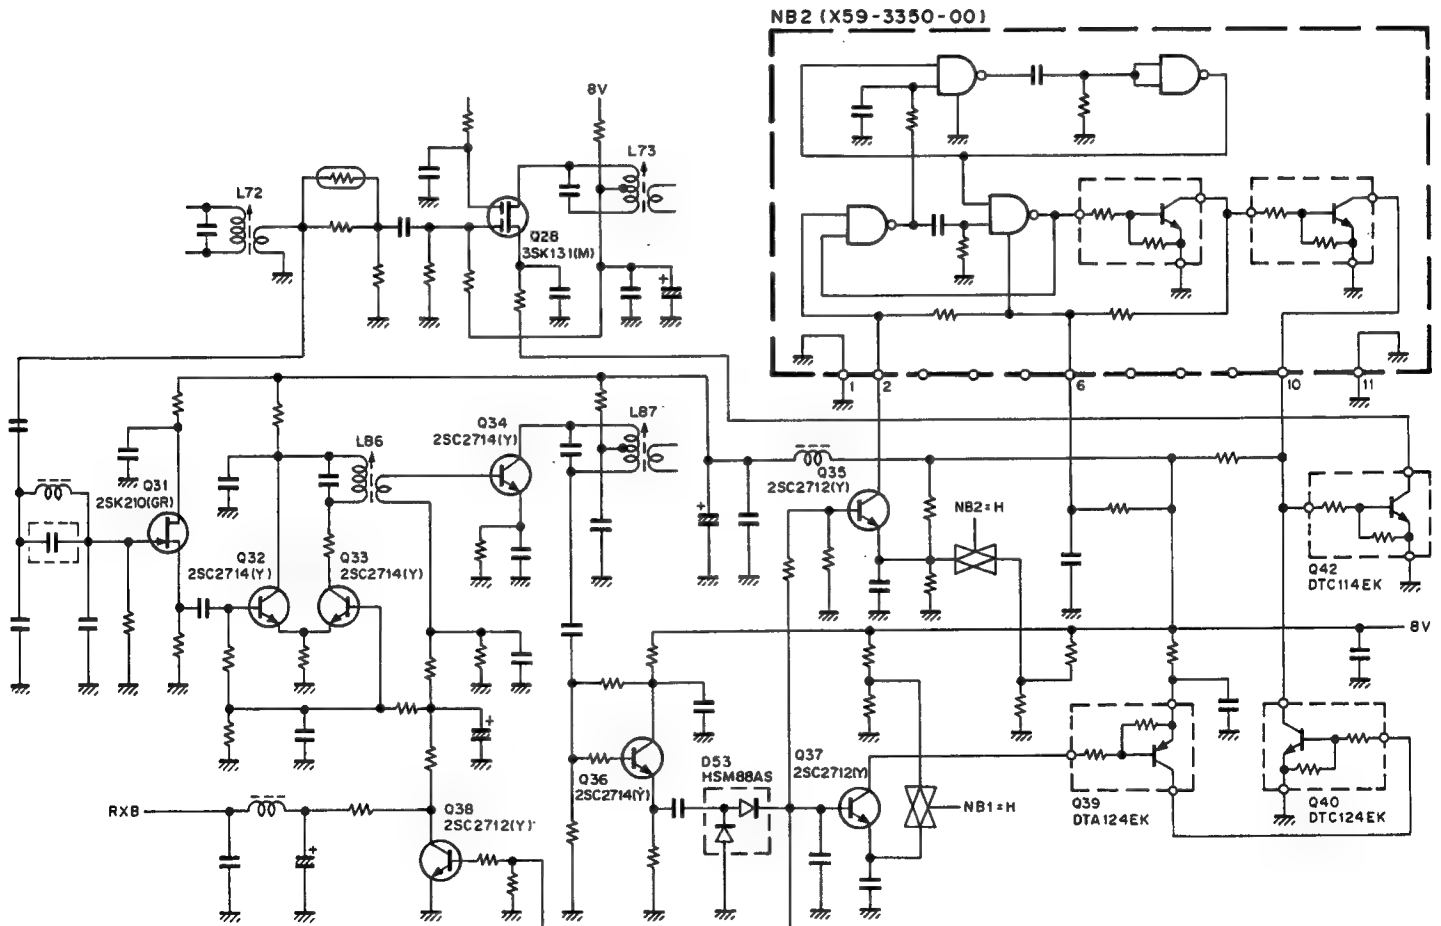 NB2 (X59-3350-00)
8V
L73
L72
Q28
3SK131(M)
1
2
6
10
11
Q34
2SC2714(Y)
L87
L86
Q31
2SK210(GR)
Q35
2SC2712(Y)
NB2=H
Q32
2SC2714(Y)
Q33
2SC2714(Y)
Q42
DTC114EK
8V
Q36
2SC2714(Y)
D53
HSM88AS
Q37
2SC2712(Y)
NB1=H
Q39
DTA124EK
Q40
DTC124EK
RXB
Q38
2SC2712(Y)
+
+
+
+